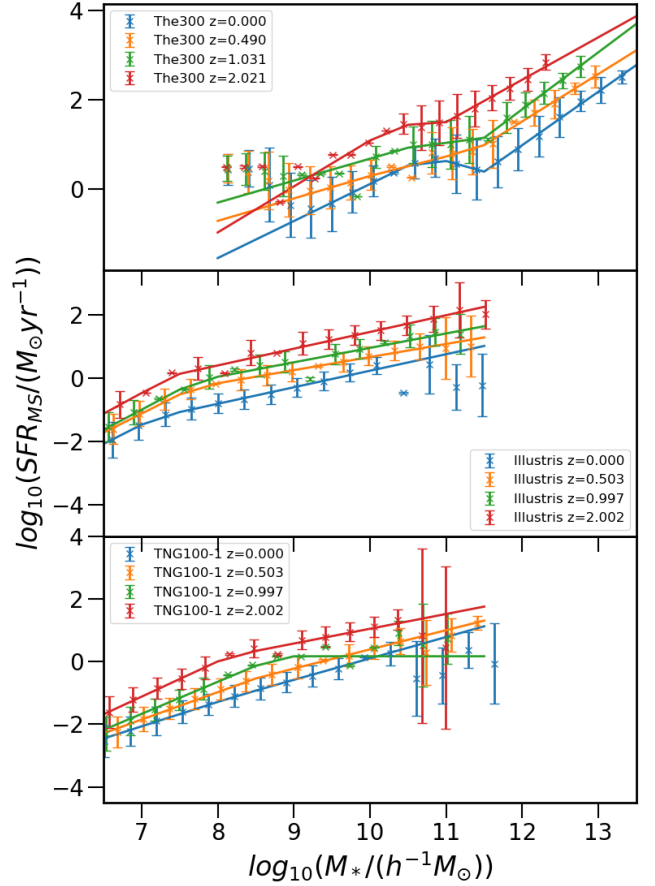 4
2
0
The300 z=0.000
The300 z=0.490
The300 z=1.031
The300 z=2.021
2
0
−2
−4
Illustris z=0.000
Illustris z=0.503
Illustris z=0.997
Illustris z=2.002
4
2
0
−2
−4
TNG100-1 z=0.000
TNG100-1 z=0.503
TNG100-1 z=0.997
TNG100-1 z=2.002
log₁₀(SFR_MS/(M⊙yr⁻¹))
7 8 9 10 11 12 13
log₁₀(M*/(h⁻¹M⊙))